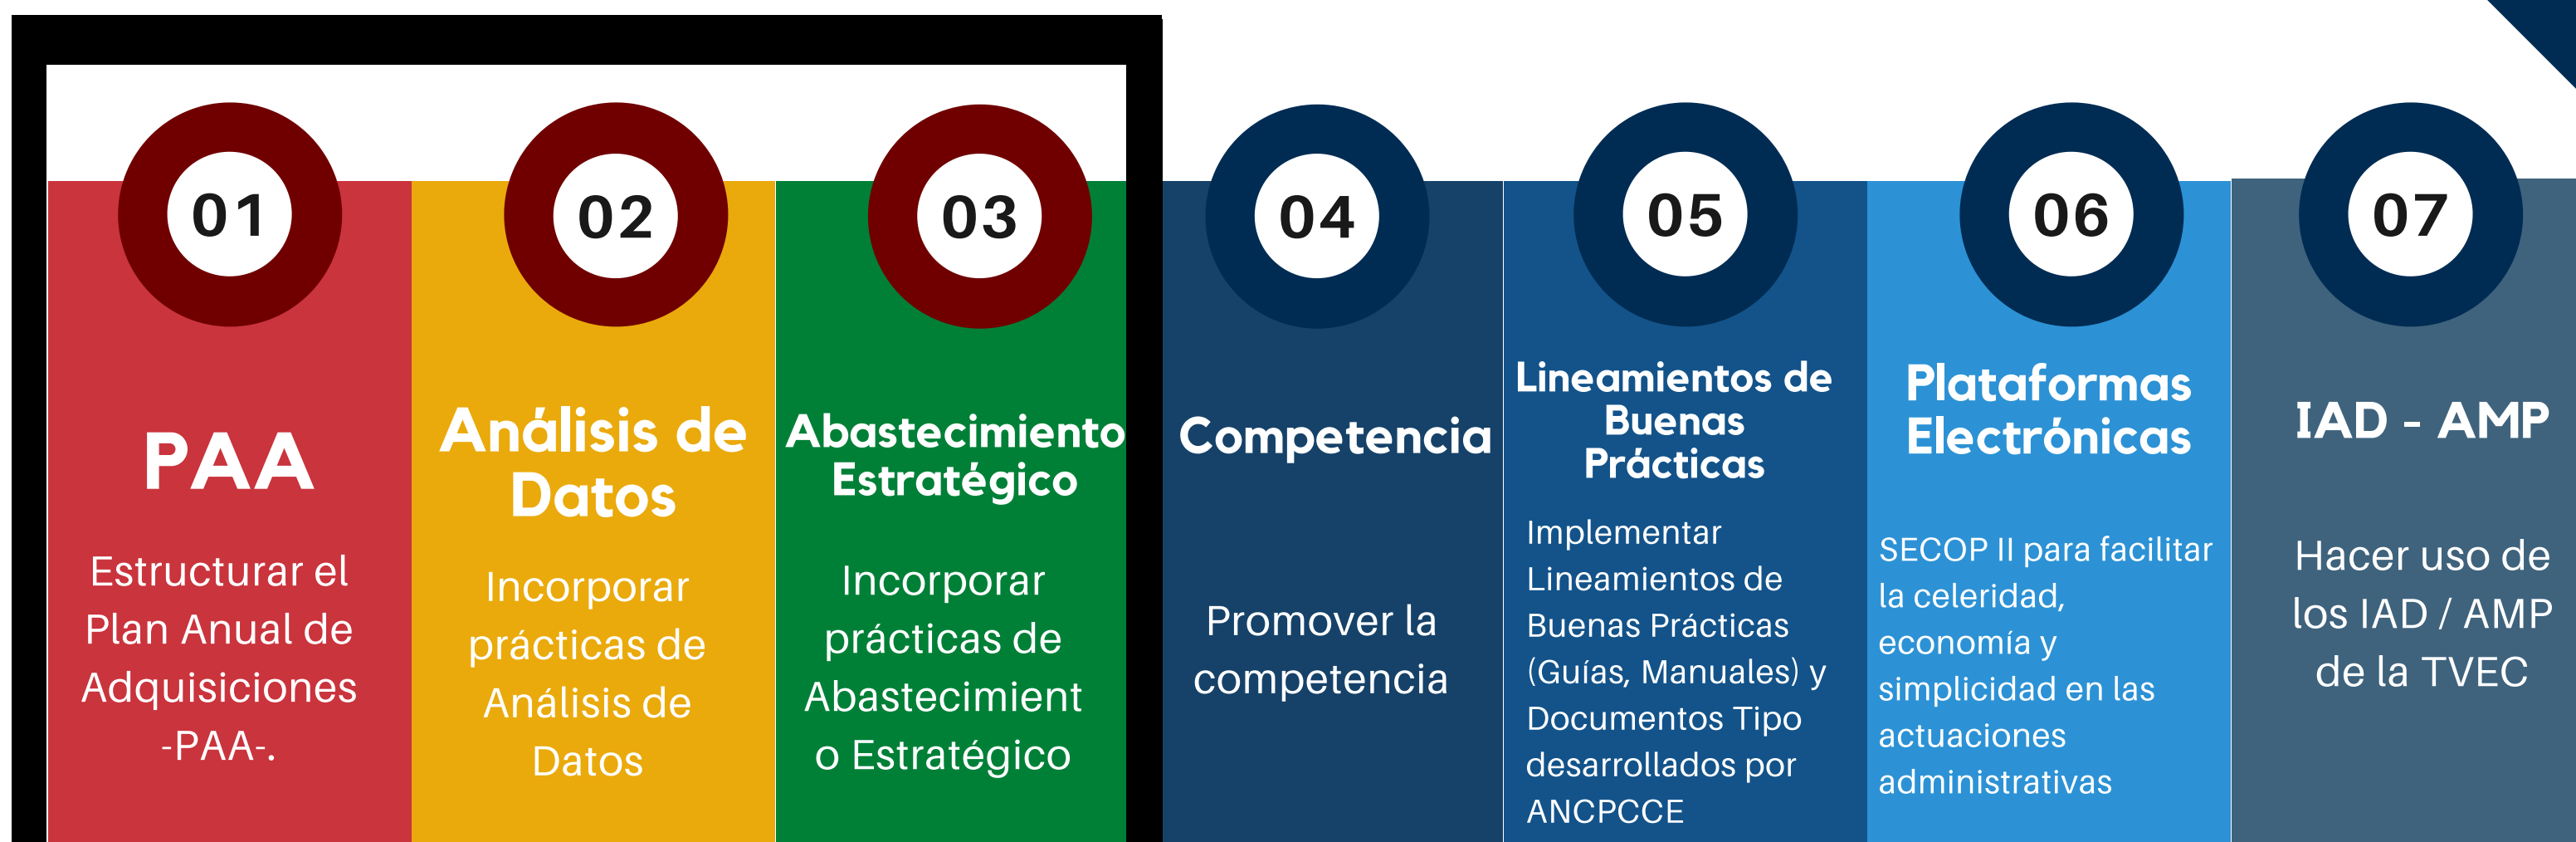 01
PAA
Estructurar el
Plan Anual de
Adquisiciones
-PAA-.
02
Análisis de
Datos
Incorporar
prácticas de
Análisis de
Datos
03
Abastecimiento
Estratégico
Incorporar
prácticas de
Abastecimient
o Estratégico
04
Competencia
Promover la
competencia
05
Lineamientos de
Buenas
Prácticas
Implementar
Lineamientos de
Buenas Prácticas
(Guías, Manuales) y
Documentos Tipo
desarrollados por
ANCPCCE
06
Plataformas
Electrónicas
SECOP II para facilitar
la celeridad,
economía y
simplicidad en las
actuaciones
administrativas
07
IAD - AMP
Hacer uso de
los IAD / AMP
de la TVEC